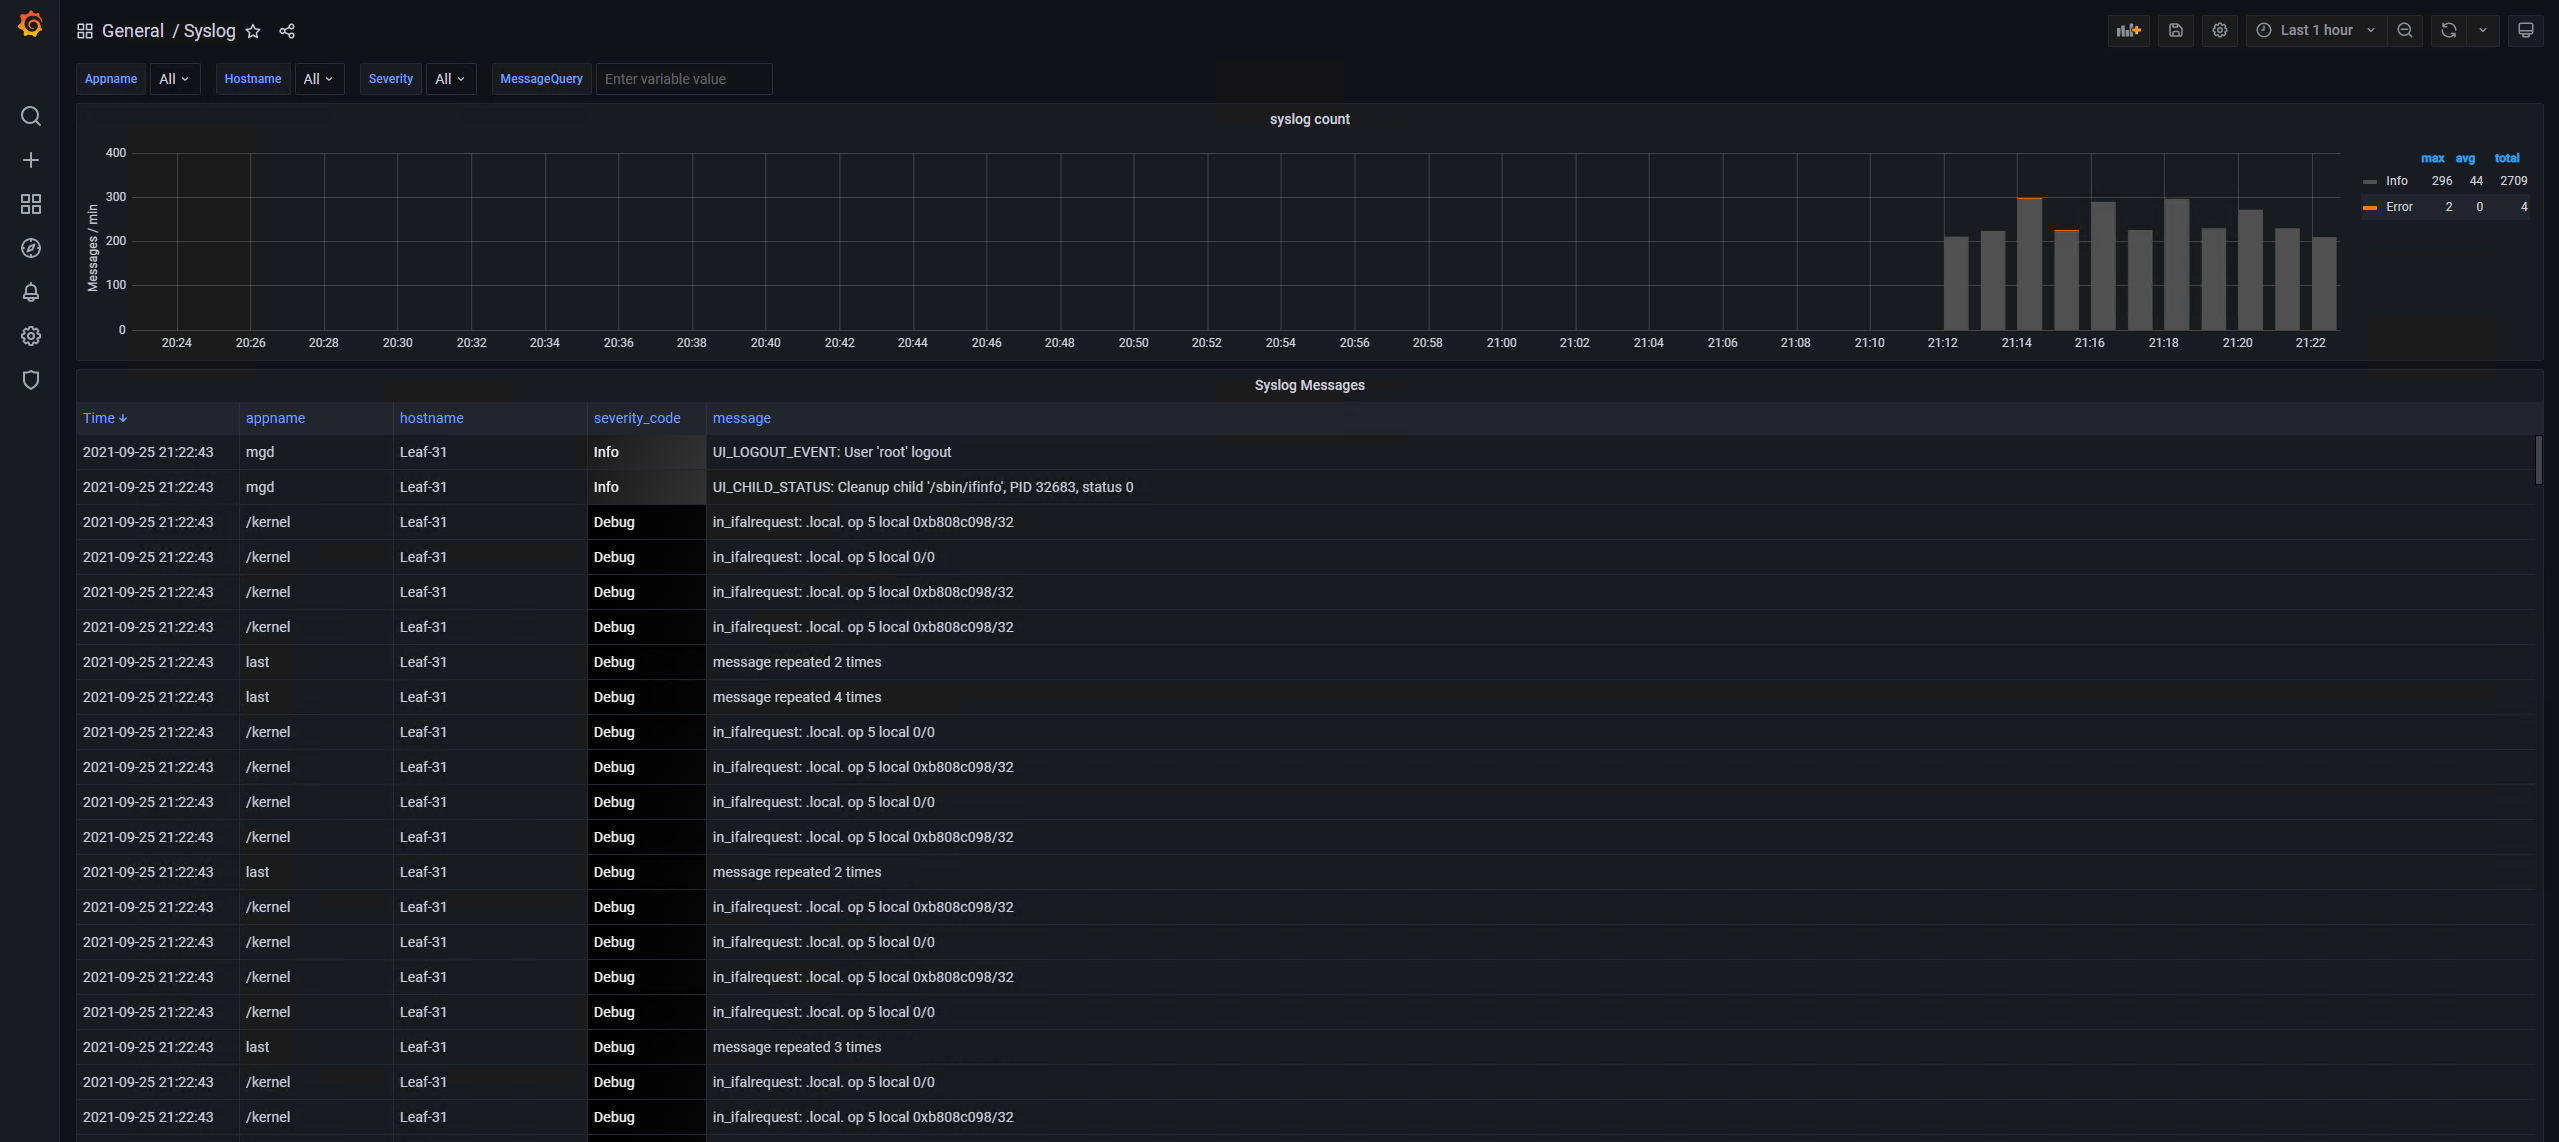 General / Syslog
Last 1 hour
Appname All Hostname All Severity All MessageQuery Enter variable value
syslog count
Messages / min
400
300
200
100
0
20:24 20:26 20:28 20:30 20:32 20:34 20:36 20:38 20:40 20:42 20:44 20:46 20:48 20:50 20:52 20:54 20:56 20:58 21:00 21:02 21:04 21:06 21:08 21:10 21:12 21:14 21:16 21:18 21:20 21:22
max avg total
Info 296 44 2709
Error 2 0 4
Syslog Messages
Time appname hostname severity_code message
2021-09-25 21:22:43 mgd Leaf-31 Info UI_LOGOUT_EVENT: User 'root' logout
2021-09-25 21:22:43 mgd Leaf-31 Info UI_CHILD_STATUS: Cleanup child '/sbin/ifinfo', PID 32683, status 0
2021-09-25 21:22:43 /kernel Leaf-31 Debug in_ifalrequest: .local. op 5 local 0xb808c098/32
2021-09-25 21:22:43 /kernel Leaf-31 Debug in_ifalrequest: .local. op 5 local 0/0
2021-09-25 21:22:43 /kernel Leaf-31 Debug in_ifalrequest: .local. op 5 local 0xb808c098/32
2021-09-25 21:22:43 /kernel Leaf-31 Debug in_ifalrequest: .local. op 5 local 0xb808c098/32
2021-09-25 21:22:43 last Leaf-31 Debug message repeated 2 times
2021-09-25 21:22:43 last Leaf-31 Debug message repeated 4 times
2021-09-25 21:22:43 /kernel Leaf-31 Debug in_ifalrequest: .local. op 5 local 0/0
2021-09-25 21:22:43 /kernel Leaf-31 Debug in_ifalrequest: .local. op 5 local 0xb808c098/32
2021-09-25 21:22:43 /kernel Leaf-31 Debug in_ifalrequest: .local. op 5 local 0/0
2021-09-25 21:22:43 /kernel Leaf-31 Debug in_ifalrequest: .local. op 5 local 0xb808c098/32
2021-09-25 21:22:43 last Leaf-31 Debug message repeated 2 times
2021-09-25 21:22:43 /kernel Leaf-31 Debug in_ifalrequest: .local. op 5 local 0xb808c098/32
2021-09-25 21:22:43 /kernel Leaf-31 Debug in_ifalrequest: .local. op 5 local 0/0
2021-09-25 21:22:43 /kernel Leaf-31 Debug in_ifalrequest: .local. op 5 local 0xb808c098/32
2021-09-25 21:22:43 /kernel Leaf-31 Debug in_ifalrequest: .local. op 5 local 0/0
2021-09-25 21:22:43 last Leaf-31 Debug message repeated 3 times
2021-09-25 21:22:43 /kernel Leaf-31 Debug in_ifalrequest: .local. op 5 local 0/0
2021-09-25 21:22:43 /kernel Leaf-31 Debug in_ifalrequest: .local. op 5 local 0xb808c098/32